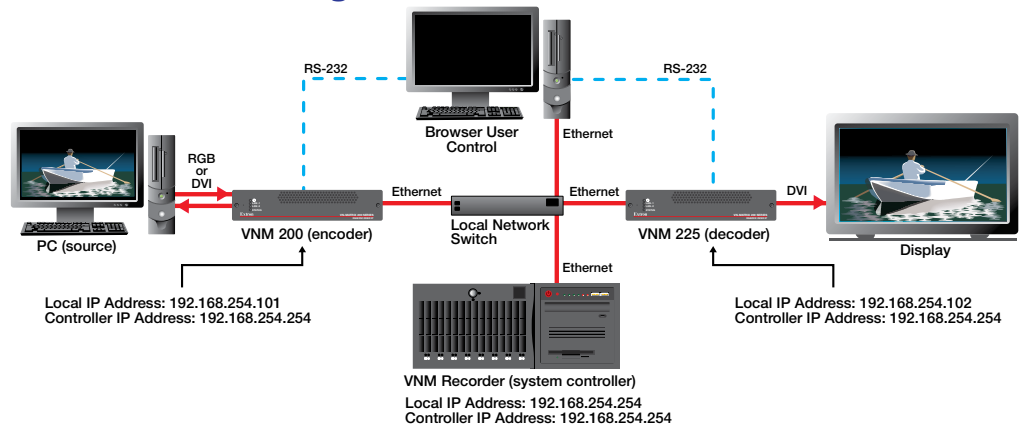 RS-232
RS-232
Browser User
Control
Ethernet
RGB
or
DVI
Ethernet
Ethernet
DVI
Extron
Extron
PC (source)
VNM 200 (encoder)
Local Network
Switch
VNM 225 (decoder)
Display
Ethernet
Local IP Address: 192.168.254.101
Controller IP Address: 192.168.254.254
Local IP Address: 192.168.254.102
Controller IP Address: 192.168.254.254
VNM Recorder (system controller)
Local IP Address: 192.168.254.254
Controller IP Address: 192.168.254.254